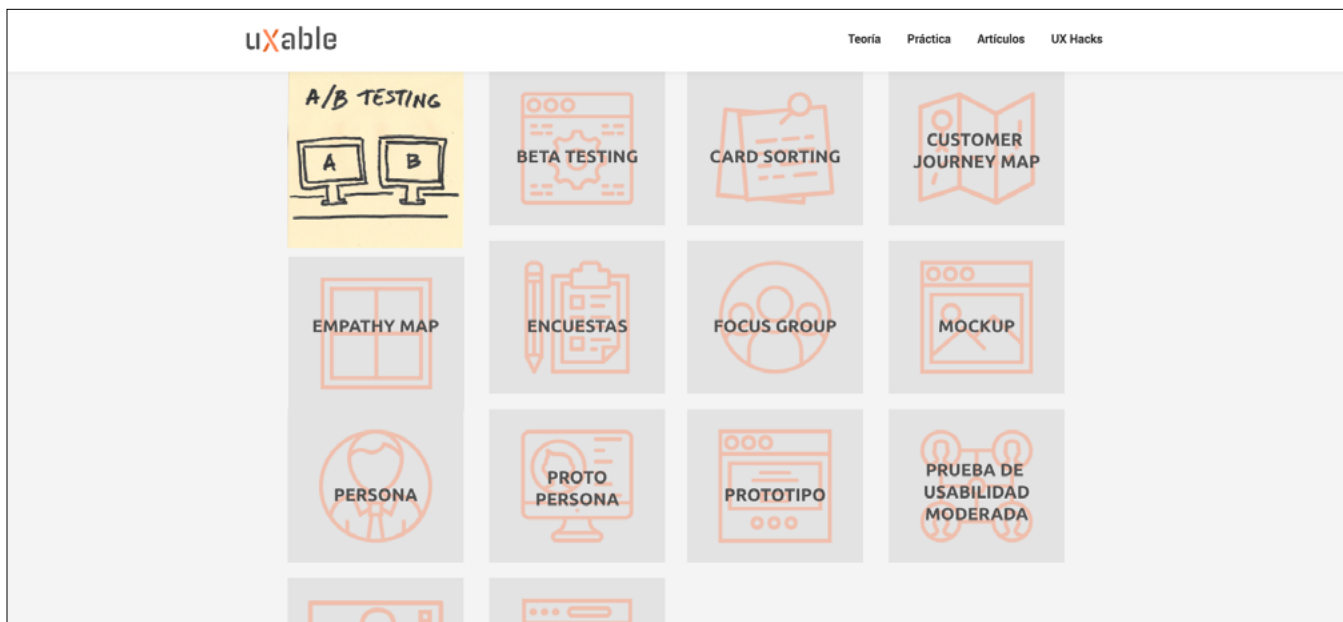 uXable
Teoría Práctica Artículos UX Hacks
A/B TESTING
A B
BETA TESTING
CARD SORTING
CUSTOMER
JOURNEY MAP
EMPATHY MAP
ENCUESTAS
FOCUS GROUP
MOCKUP
PERSONA
PROTO
PERSONA
PROTOTIPO
PRUEBA DE
USABILIDAD
MODERADA